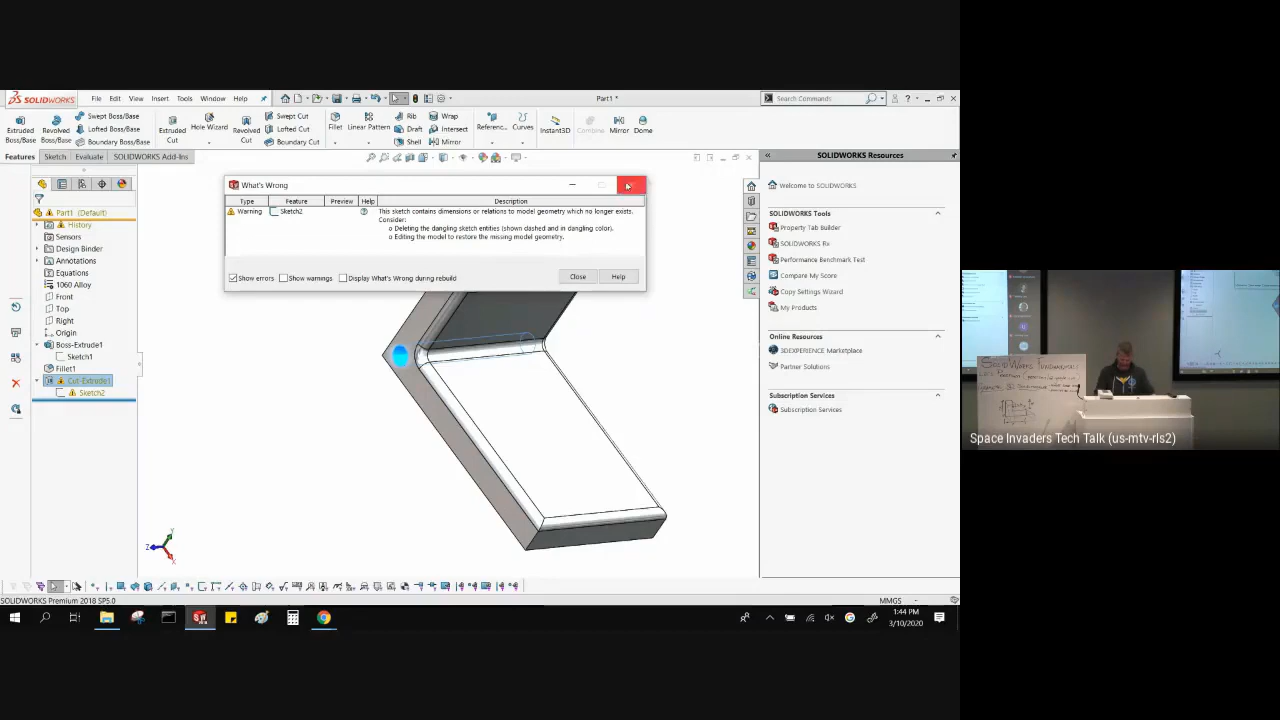 SOLIDWORKS
File Edit View Insert Tools Window Help
Part1 *
Search Commands
Extruded Boss/Base
Revolved Boss/Base
Swept Boss/Base
Lofted Boss/Base
Boundary Boss/Base
Extruded Cut
Hole Wizard
Revolved Cut
Swept Cut
Lofted Cut
Boundary Cut
Fillet
Linear Pattern
Rib
Draft
Shell
Wrap
Intersect
Mirror
Referenc...
Curves
Instant3D
Combine
Mirror
Dome
Features Sketch Evaluate SOLIDWORKS Add-Ins
Part1 (Default)
History
Sensors
Design Binder
Annotations
Equations
1060 Alloy
Front
Top
Right
Origin
Boss-Extrude1
Sketch1
Fillet1
Cut-Extrude1
Sketch2
What's Wrong
Type Feature Preview Help Description
Warning Sketch2 This sketch contains dimensions or relations to model geometry which no longer exists.
Consider:
o Deleting the dangling sketch entities (shown dashed and in dangling color).
o Editing the model to restore the missing model geometry.
Show errors Show warnings Display What's Wrong during rebuild
Close Help
Y
Z
X
SOLIDWORKS Resources
Welcome to SOLIDWORKS
SOLIDWORKS Tools
Property Tab Builder
SOLIDWORKS Rx
Performance Benchmark Test
Compare My Score
Copy Settings Wizard
My Products
Online Resources
3DEXPERIENCE Marketplace
Partner Solutions
Subscription Services
Subscription Services
SOLIDWORKS Premium 2018 SP5.0
MMGS
1:44 PM
3/10/2020
SOLIDWORKS FUNDAMENTALS
Space Invaders Tech Talk (us-mtv-rls2)